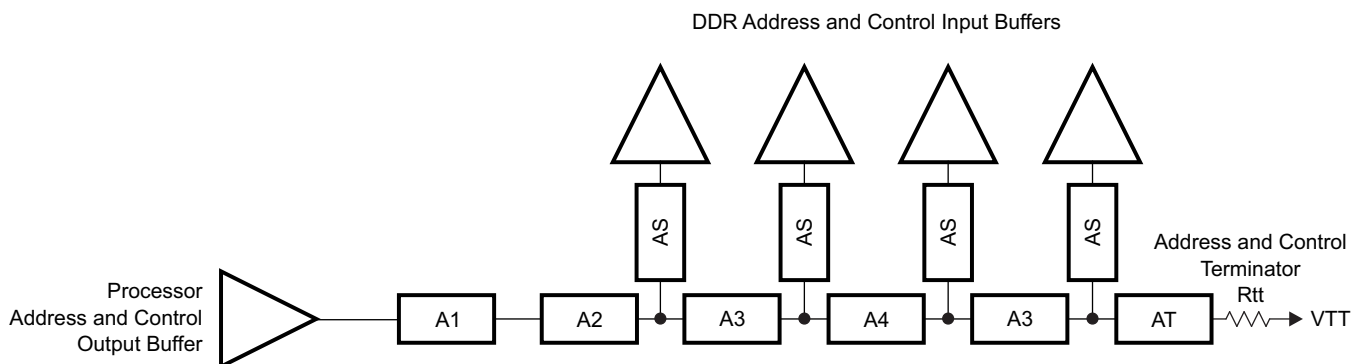 DDR Address and Control Input Buffers
AS
AS
AS
AS
Processor
Address and Control
Output Buffer
A1
A2
A3
A4
A3
AT
Address and Control
Terminator
Rtt
VTT